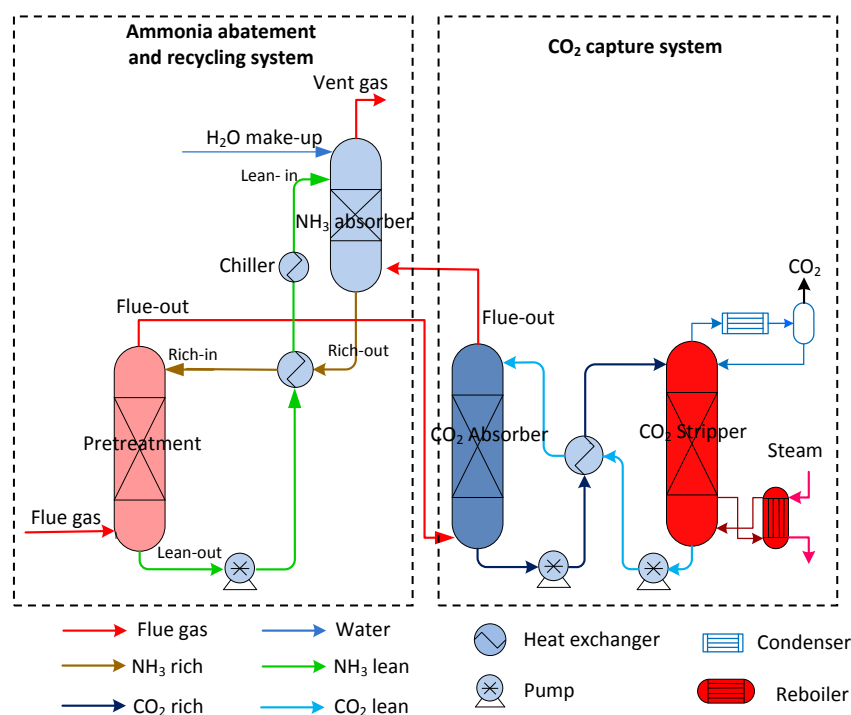 Ammonia abatement
and recycling system
CO₂ capture system
Vent gas
H₂O make-up
Lean- in
NH₃ absorber
Chiller
CO₂
Flue-out
Flue-out
Rich-in
Rich-out
Pretreatment
CO₂ Absorber
CO₂ Stripper
Steam
Flue gas
Lean-out
Flue gas
Water
Heat exchanger
Condenser
NH₃ rich
NH₃ lean
CO₂ rich
CO₂ lean
Pump
Reboiler